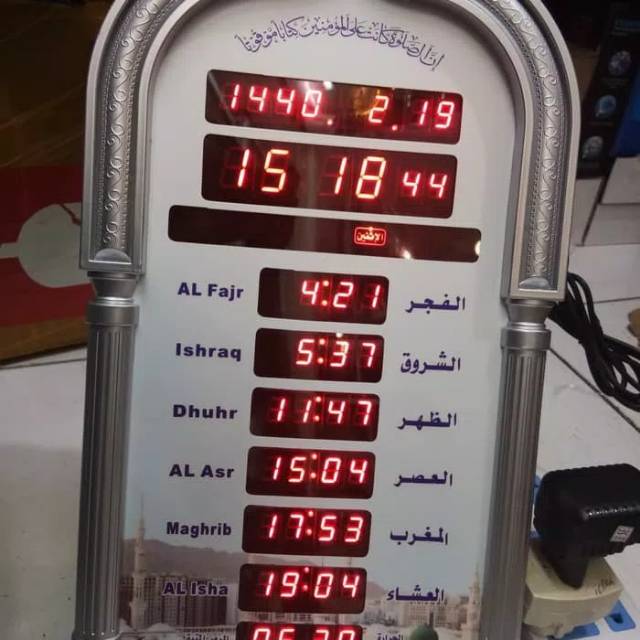 إن الصلوة كانت على المؤمنين كتابا موقوتا
1440. 2.19
15 18 44
الإثنين
AL Fajr 4:21 الفجر
Ishraq 5:37 الشروق
Dhuhr 11:47 الظهر
AL Asr 15:04 العصر
Maghrib 17:53 المغرب
AL Isha 19:04 العشاء